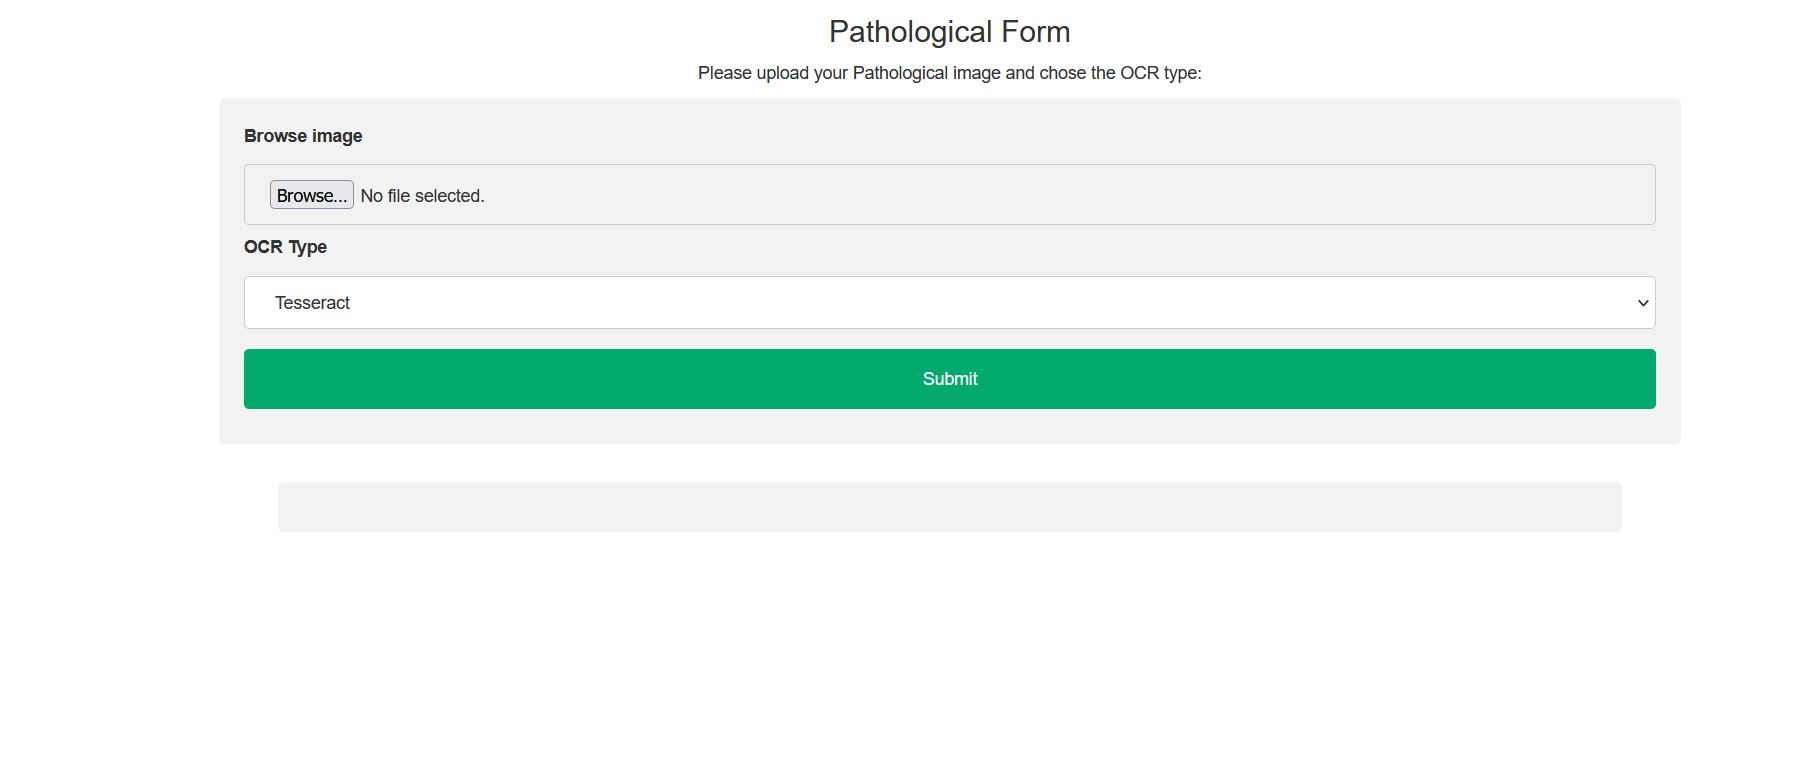 Pathological Form
Please upload your Pathological image and chose the OCR type:
Browse image
Browse... No file selected.
OCR Type
Tesseract
Submit